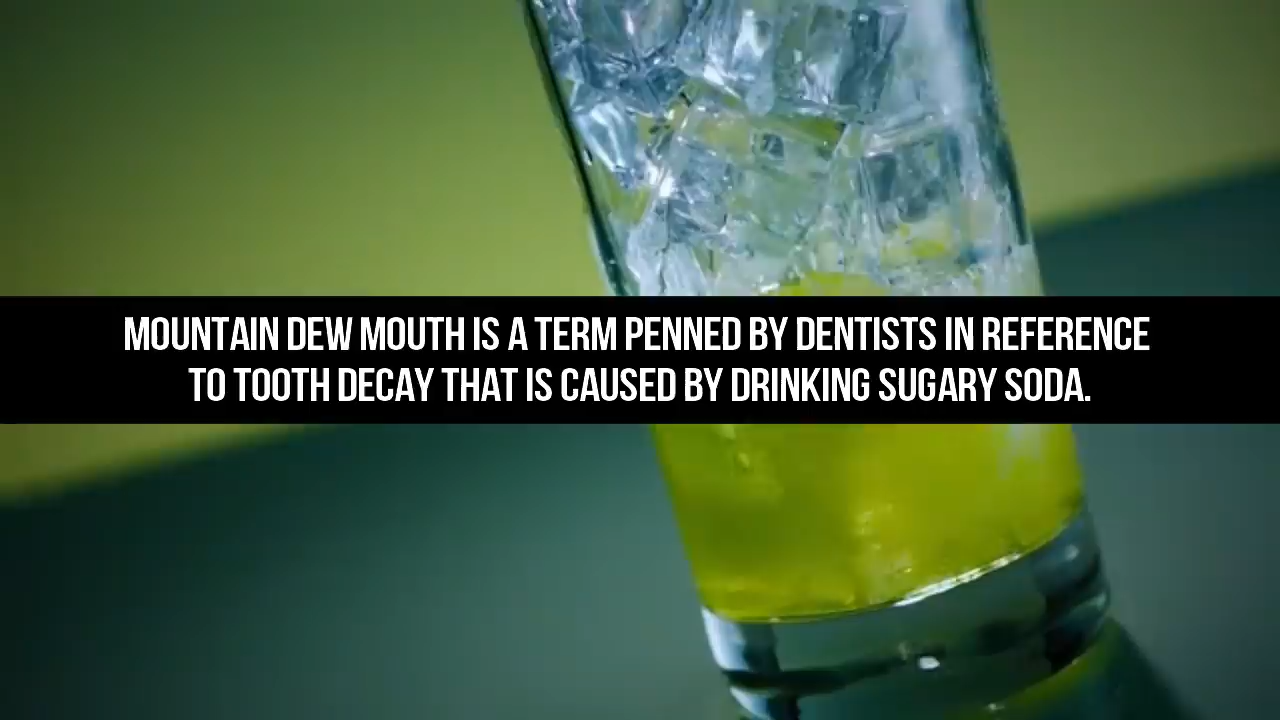 MOUNTAIN DEW MOUTH IS A TERM PENNED BY DENTISTS IN REFERENCE
TO TOOTH DECAY THAT IS CAUSED BY DRINKING SUGARY SODA.